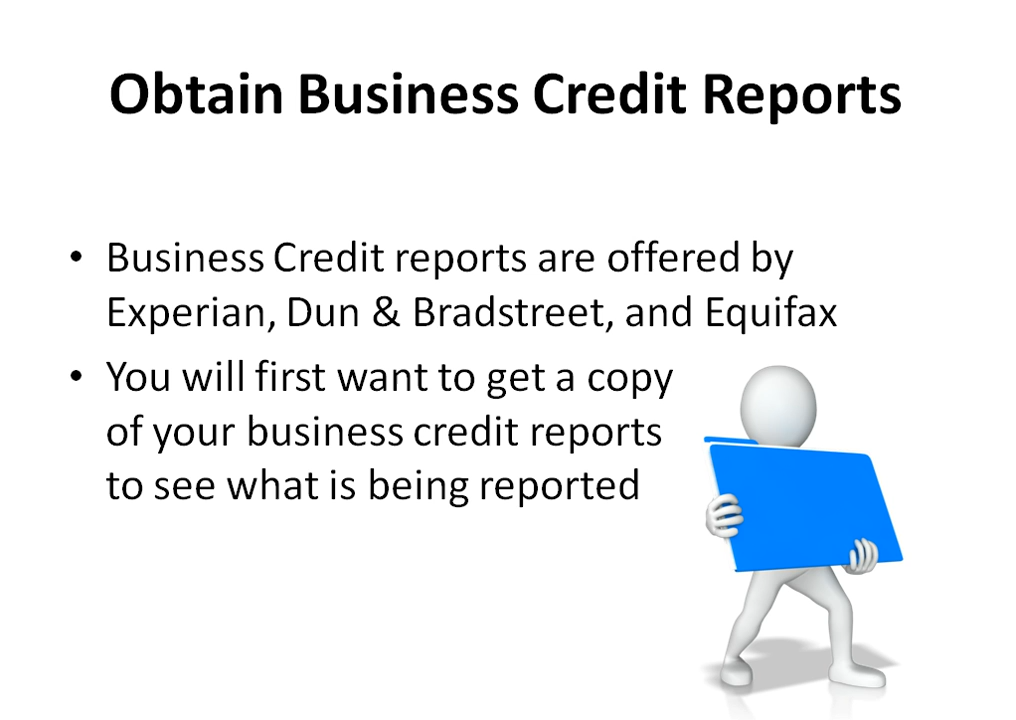 Obtain Business Credit Reports
• Business Credit reports are offered by
Experian, Dun & Bradstreet, and Equifax
• You will first want to get a copy
of your business credit reports
to see what is being reported